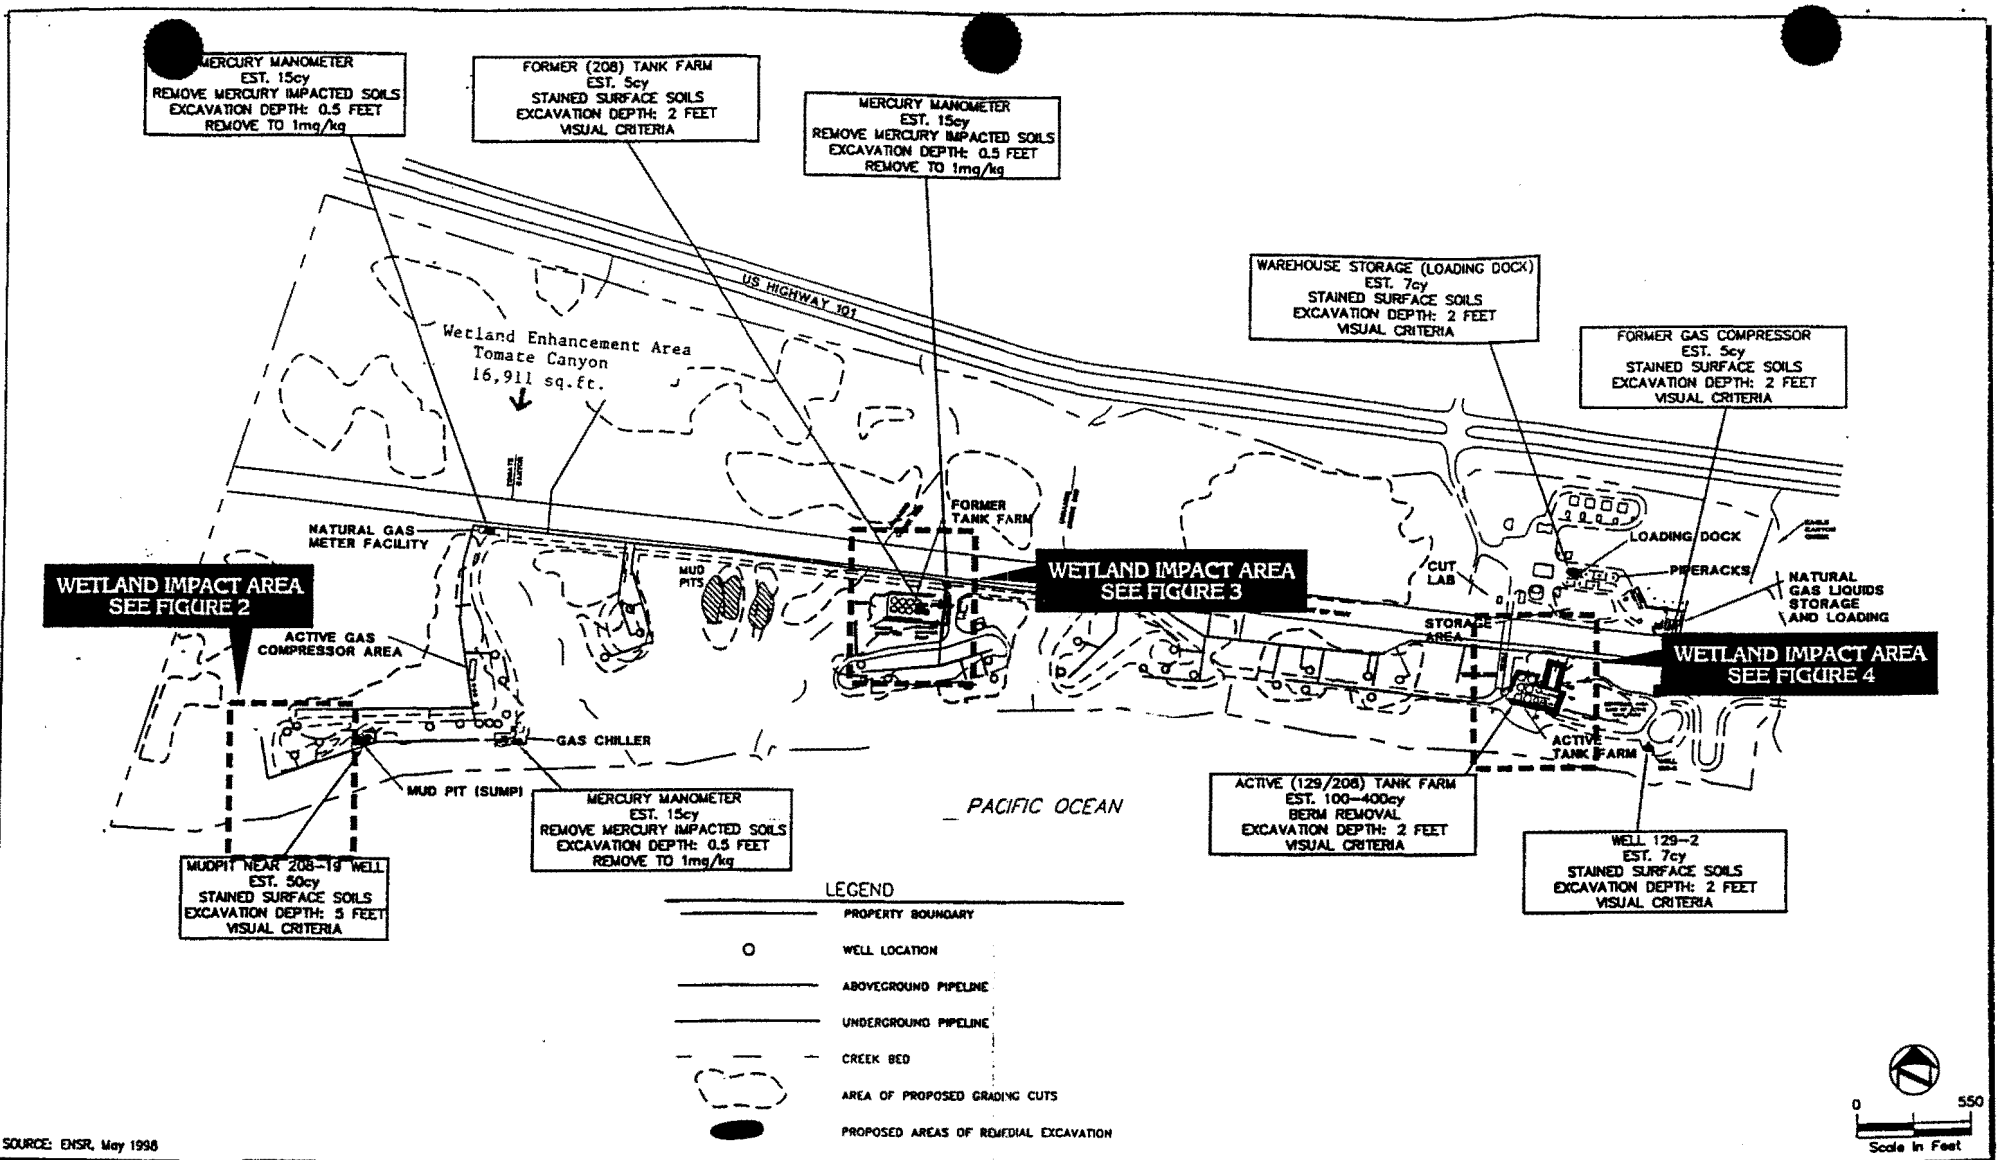 MERCURY MANOMETER
EST. 15cy
REMOVE MERCURY IMPACTED SOILS
EXCAVATION DEPTH: 0.5 FEET
REMOVE TO 1mg/kg
FORMER (208) TANK FARM
EST. 5cy
STAINED SURFACE SOILS
EXCAVATION DEPTH: 2 FEET
VISUAL CRITERIA
MERCURY MANOMETER
EST. 15cy
REMOVE MERCURY IMPACTED SOILS
EXCAVATION DEPTH: 0.5 FEET
REMOVE TO 1mg/kg
WAREHOUSE STORAGE (LOADING DOCK)
EST. 7cy
STAINED SURFACE SOILS
EXCAVATION DEPTH: 2 FEET
VISUAL CRITERIA
FORMER GAS COMPRESSOR
EST. 5cy
STAINED SURFACE SOILS
EXCAVATION DEPTH: 2 FEET
VISUAL CRITERIA
US HIGHWAY 101
Wetland Enhancement Area
Tomate Canyon
16,911 sq.ft.
NATURAL GAS
METER FACILITY
MUD
PITS
FORMER
TANK FARM
WETLAND IMPACT AREA
SEE FIGURE 2
WETLAND IMPACT AREA
SEE FIGURE 3
CUT
LAB
LOADING DOCK
PIPERACKS
EAGLE
CANYON
CREEK
NATURAL
GAS LIQUIDS
STORAGE
AND LOADING
STORAGE
AREA
WETLAND IMPACT AREA
SEE FIGURE 4
ACTIVE GAS
COMPRESSOR AREA
GAS CHILLER
MUD PIT (SUMP)
ACTIVE
TANK FARM
PACIFIC OCEAN
MERCURY MANOMETER
EST. 15cy
REMOVE MERCURY IMPACTED SOILS
EXCAVATION DEPTH: 0.5 FEET
REMOVE TO 1mg/kg
ACTIVE (129/208) TANK FARM
EST. 100-400cy
BERM REMOVAL
EXCAVATION DEPTH: 2 FEET
VISUAL CRITERIA
WELL 129-2
EST. 7cy
STAINED SURFACE SOILS
EXCAVATION DEPTH: 2 FEET
VISUAL CRITERIA
MUDPIT NEAR 208-19 WELL
EST. 50cy
STAINED SURFACE SOILS
EXCAVATION DEPTH: 5 FEET
VISUAL CRITERIA
LEGEND
PROPERTY BOUNDARY
WELL LOCATION
ABOVEGROUND PIPELINE
UNDERGROUND PIPELINE
CREEK BED
AREA OF PROPOSED GRADING CUTS
PROPOSED AREAS OF REMEDIAL EXCAVATION
0 550
Scale in Feet
SOURCE: ENSR, May 1998